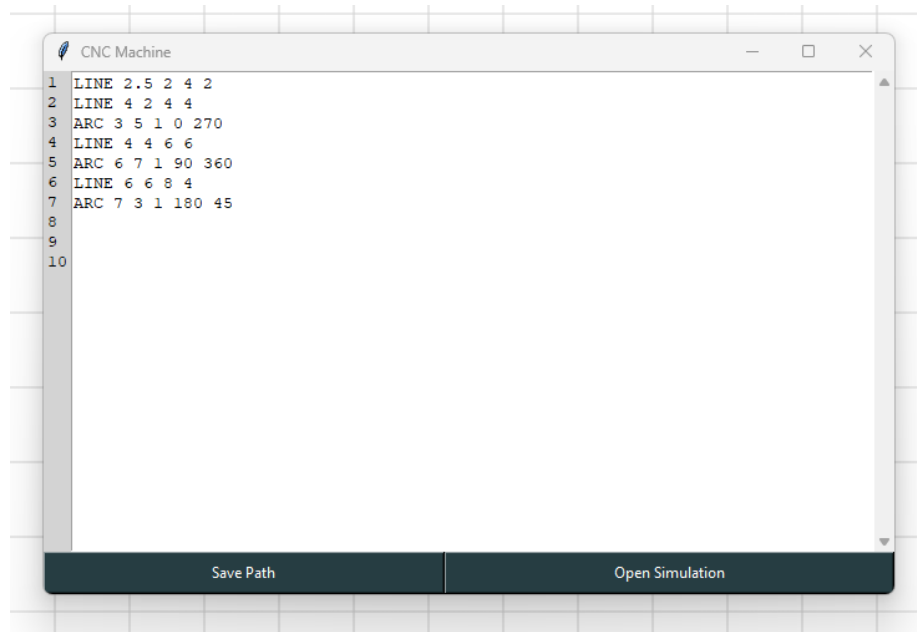 CNC Machine
1 LINE 2.5 2 4 2
2 LINE 4 2 4 4
3 ARC 3 5 1 0 270
4 LINE 4 4 6 6
5 ARC 6 7 1 90 360
6 LINE 6 6 8 4
7 ARC 7 3 1 180 45
8
9
10
Save Path Open Simulation